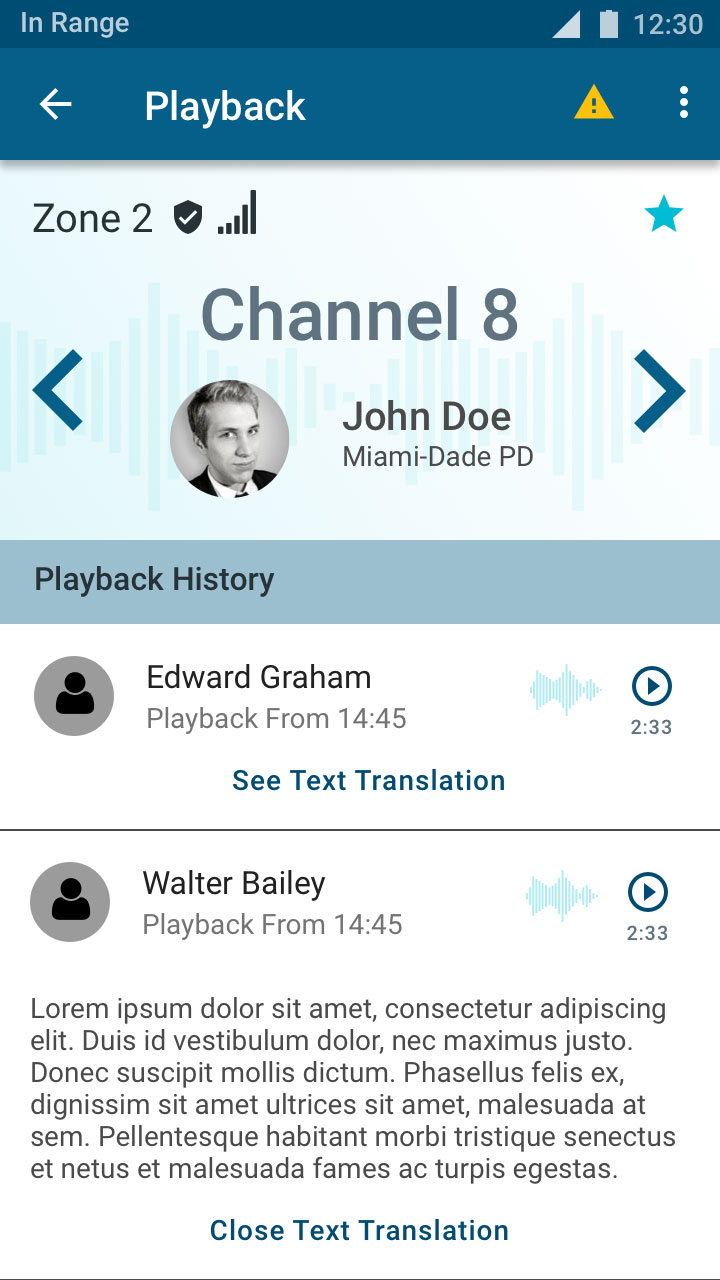 In Range 12:30
Playback
Zone 2
Channel 8
John Doe
Miami-Dade PD
Playback History
Edward Graham
Playback From 14:45
2:33
See Text Translation
Walter Bailey
Playback From 14:45
2:33
Lorem ipsum dolor sit amet, consectetur adipiscing
elit. Duis id vestibulum dolor, nec maximus justo.
Donec suscipit mollis dictum. Phasellus felis ex,
dignissim sit amet ultrices sit amet, malesuada at
sem. Pellentesque habitant morbi tristique senectus
et netus et malesuada fames ac turpis egestas.
Close Text Translation